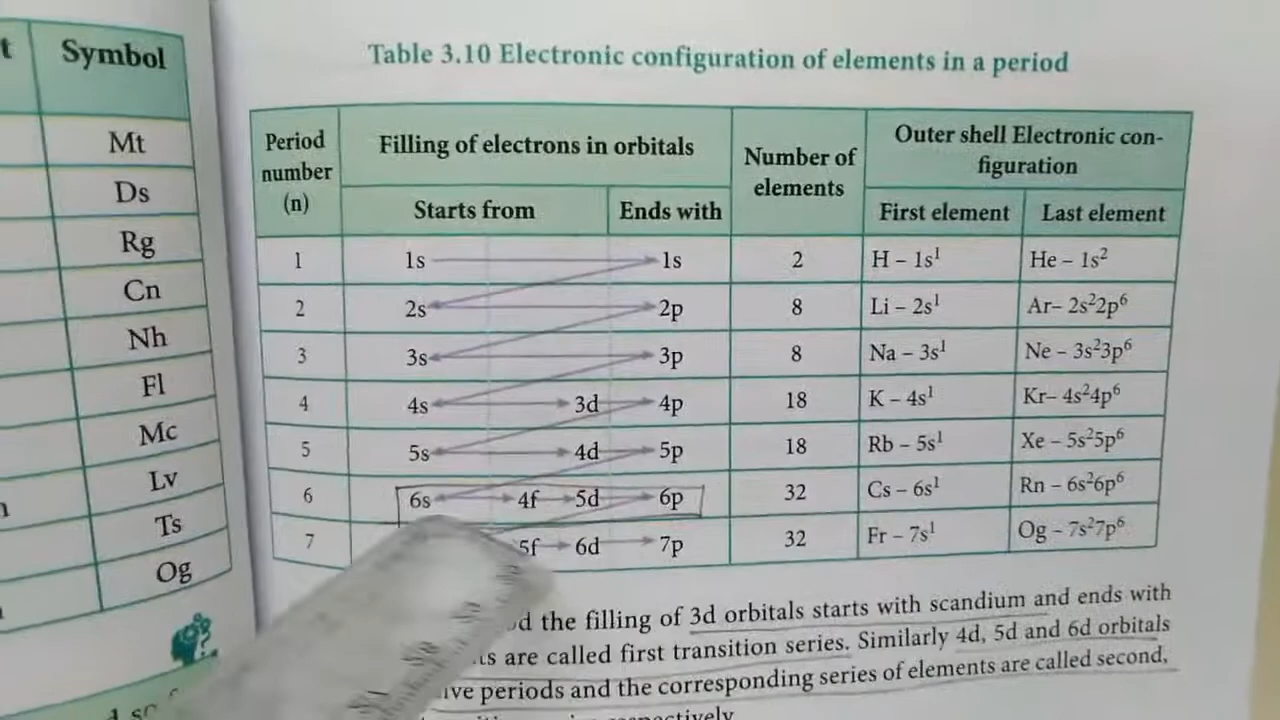 t Symbol
Mt
Ds
Rg
Cn
Nh
Fl
Mc
Lv
Ts
Og
Table 3.10 Electronic configuration of elements in a period
Period number (n) Filling of electrons in orbitals Number of elements Outer shell Electronic con-
figuration
Starts from Ends with First element Last element
1 1s 1s 2 H – 1s¹ He – 1s²
2 2s 2p 8 Li – 2s¹ Ar– 2s²2p⁶
3 3s 3p 8 Na – 3s¹ Ne – 3s²3p⁶
4 4s 3d 4p 18 K – 4s¹ Kr– 4s²4p⁶
5 5s 4d 5p 18 Rb – 5s¹ Xe – 5s²5p⁶
6 6s 4f 5d 6p 32 Cs – 6s¹ Rn – 6s²6p⁶
7 5f 6d 7p 32 Fr – 7s¹ Og – 7s²7p⁶
the filling of 3d orbitals starts with scandium and ends with
are called first transition series. Similarly 4d, 5d and 6d orbitals
periods and the corresponding series of elements are called second,